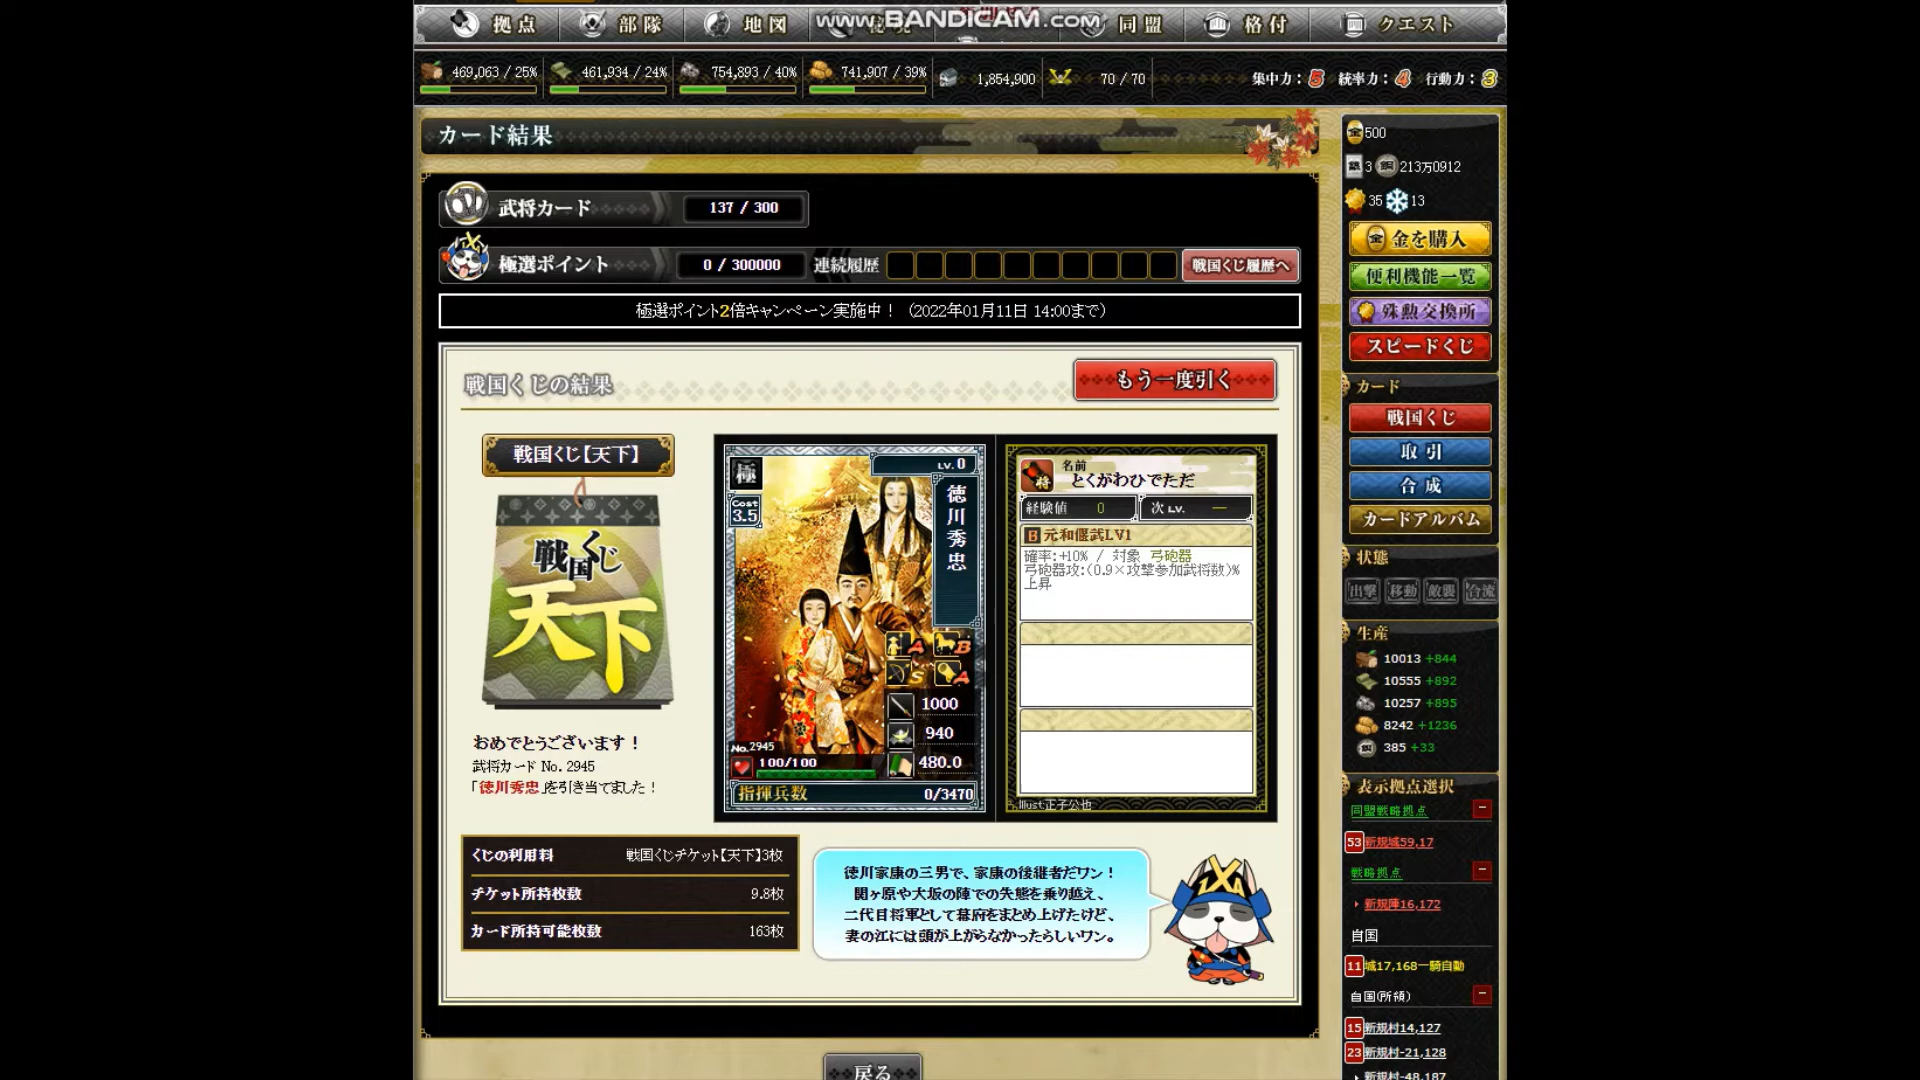 拠点
部隊
地図
www.BANDICAM.com
同盟
格付
クエスト
469,063 / 25%
461,934 / 24%
754,893 / 40%
741,907 / 39%
1,854,900
70 / 70
集中力：5
統率力：4
行動力：3
カード結果
武将カード
137 / 300
極選ポイント
0 / 300000
連続履歴
戦国くじ履歴へ
極選ポイント2倍キャンペーン実施中！（2022年01月11日 14:00まで）
戦国くじの結果
もう一度引く
戦国くじ【天下】
戦国くじ
天下
おめでとうございます！
武将カード No. 2945
「徳川秀忠」を引き当てました！
極
LV. 0
Cost
3.5
徳川秀忠
A
B
S
A
1000
940
480.0
No.2945
100/100
指揮兵数
0/3470
将
名前
とくがわひでただ
経験値 0
次 LV. —
B 元和偃武LV1
確率:+10% / 対象 弓砲器
弓砲器攻:(0.9×攻撃参加武将数)%
上昇
Illust:正子公也
くじの利用料
戦国くじチケット【天下】3枚
チケット所持枚数
9.8枚
カード所持可能枚数
163枚
徳川家康の三男で、家康の後継者だワン！
関ヶ原や大坂の陣での失態を乗り越え、
二代目将軍として幕府をまとめ上げたけど、
妻の江には頭が上がらなかったらしいワン。
IXA
戻る
金500
3
銅213万0912
35
13
金を購入
便利機能一覧
殊勲交換所
スピードくじ
カード
戦国くじ
取引
合成
カードアルバム
状態
出撃
移動
敵襲
合流
生産
10013 +844
10555 +892
10257 +895
8242 +1236
385 +33
表示拠点選択
同盟戦略拠点
53 新規城59,17
戦略拠点
新規陣16,172
自国
11 城17,168一騎自動
自国(所領)
15 新規村14,127
23 新規村-21,128
新規村-48,187